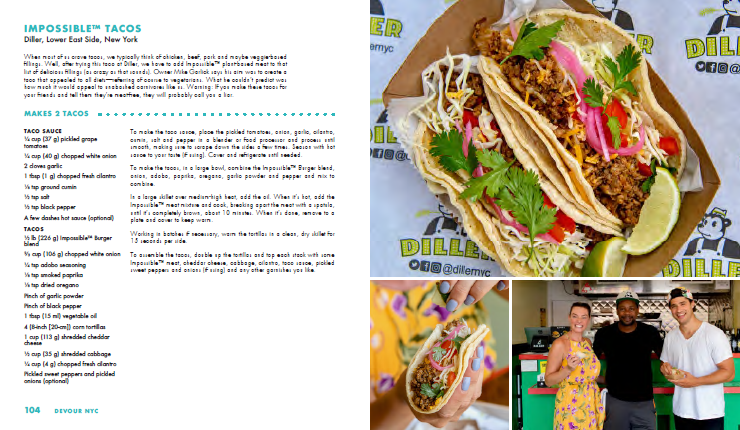 IMPOSSIBLE™ TACOS
Diller, Lower East Side, New York
When most of us crave tacos, we typically think of chicken, beef, pork and maybe veggie-based
fillings. Well, after trying this taco at Diller, we have to add Impossible™ plant-based meat to that
list of delicious fillings (as crazy as that sounds). Owner Mike Garlick says his aim was to create a
taco that appealed to all diets—referring of course to vegetarians. What he couldn't predict was
how much it would appeal to unabashed carnivores like us. Warning: If you make these tacos for
your friends and tell them they're meat-free, they will probably call you a liar.
MAKES 2 TACOS
TACO SAUCE
¼ cup (37 g) pickled grape
tomatoes
¼ cup (40 g) chopped white onion
2 cloves garlic
1 tbsp (1 g) chopped fresh cilantro
⅛ tsp ground cumin
½ tsp salt
½ tsp black pepper
A few dashes hot sauce (optional)
TACOS
½ lb (226 g) Impossible™ Burger
blend
⅔ cup (106 g) chopped white onion
¼ tsp adobo seasoning
⅛ tsp smoked paprika
⅛ tsp dried oregano
Pinch of garlic powder
Pinch of black pepper
1 tbsp (15 ml) vegetable oil
4 (8-inch [20-cm]) corn tortillas
1 cup (113 g) shredded cheddar
cheese
½ cup (35 g) shredded cabbage
¼ cup (4 g) chopped fresh cilantro
Pickled sweet peppers and pickled
onions (optional)
To make the taco sauce, place the pickled tomatoes, onion, garlic, cilantro,
cumin, salt and pepper in a blender or food processor and process until
smooth, making sure to scrape down the sides a few times. Season with hot
sauce to your taste (if using). Cover and refrigerate until needed.
To make the tacos, in a large bowl, combine the Impossible™ Burger blend,
onion, adobo, paprika, oregano, garlic powder and pepper and mix to
combine.
In a large skillet over medium-high heat, add the oil. When it's hot, add the
Impossible™ meat mixture and cook, breaking apart the meat with a spatula,
until it's completely brown, about 10 minutes. When it's done, remove to a
plate and cover to keep warm.
Working in batches if necessary, warm the tortillas in a clean, dry skillet for
15 seconds per side.
To assemble the tacos, double up the tortillas and top each stack with some
Impossible™ meat, cheddar cheese, cabbage, cilantro, taco sauce, pickled
sweet peppers and onions (if using) and any other garnishes you like.
104 DEVOUR NYC
DILLER
@dillernyc